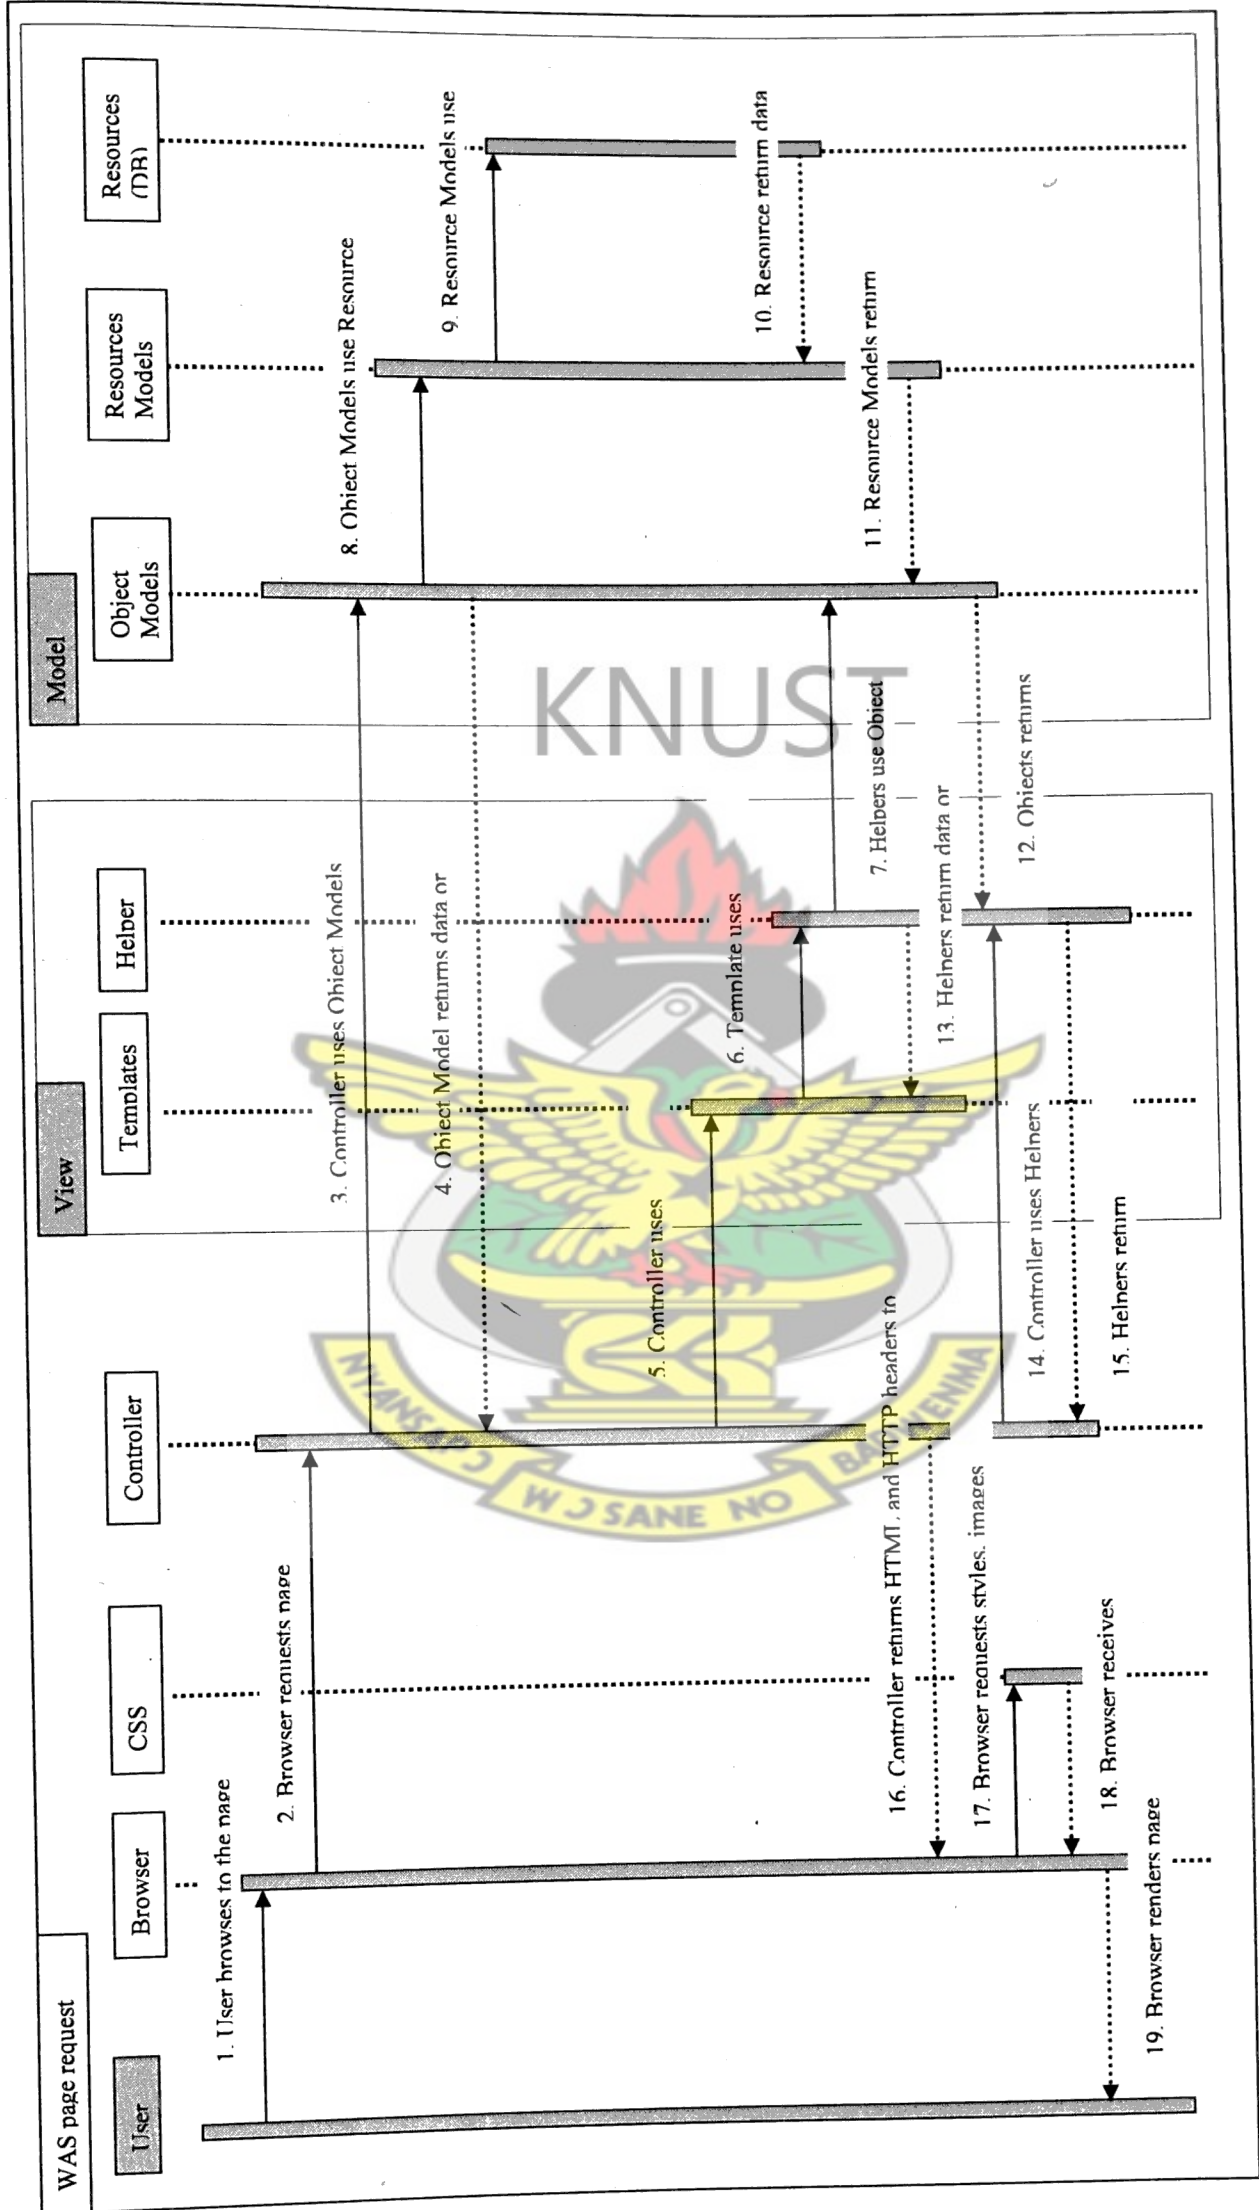 WAS page request
User
Browser
CSS
Controller
View
Templates
Helper
Model
Object
Models
Resources
Models
Resources
(DB)
1. User browses to the page
2. Browser requests page
3. Controller uses Object Models
4. Object Model returns data or
5. Controller uses
6. Template uses
7. Helpers use Object
8. Object Models use Resource
9. Resource Models use
10. Resource return data
11. Resource Models return
12. Objects returns
13. Helpers return data or
14. Controller uses Helpers
15. Helpers return
16. Controller returns HTML, and HTTP headers to
17. Browser requests styles, images
18. Browser receives
19. Browser renders page
KNUST
NYANSAPƆ
WƆSANE NO
BADWENMA